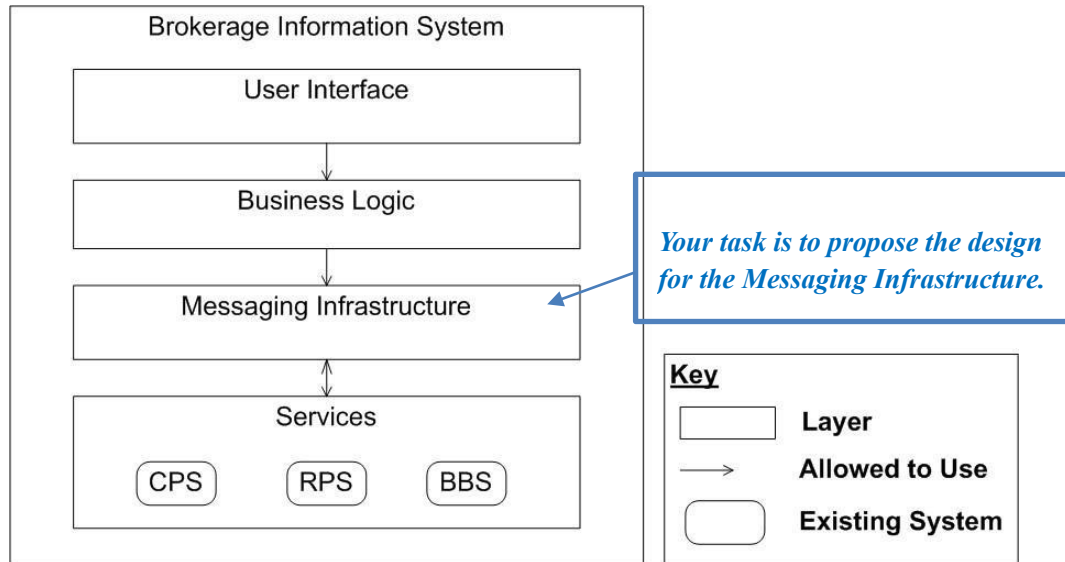 Brokerage Information System
User Interface
Business Logic
Messaging Infrastructure
Services
CPS
RPS
BBS
Your task is to propose the design
for the Messaging Infrastructure.
Key
Layer
Allowed to Use
Existing System